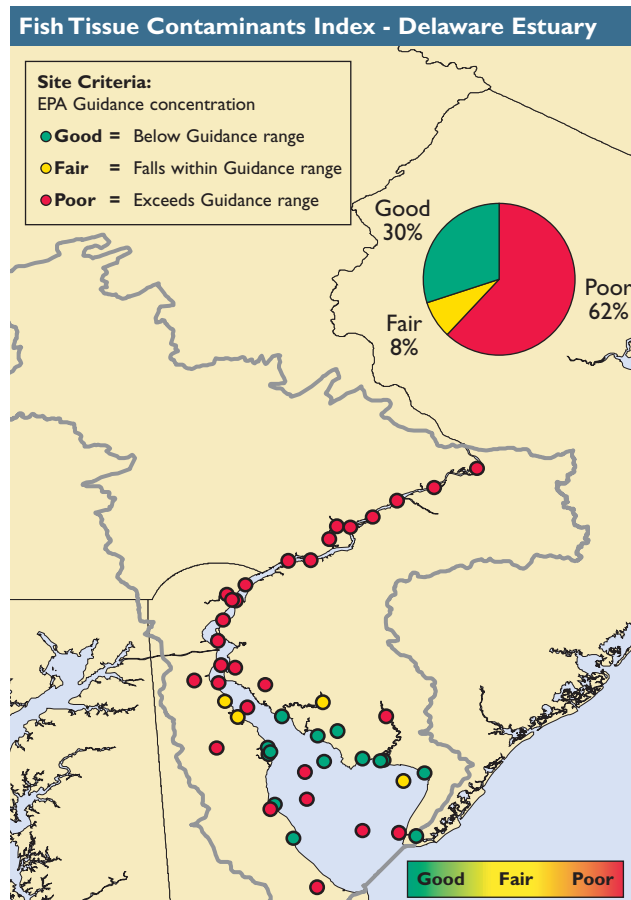 Fish Tissue Contaminants Index - Delaware Estuary
Site Criteria:
EPA Guidance concentration
Good = Below Guidance range
Fair = Falls within Guidance range
Poor = Exceeds Guidance range
Good
30%
Poor
62%
Fair
8%
Good Fair Poor